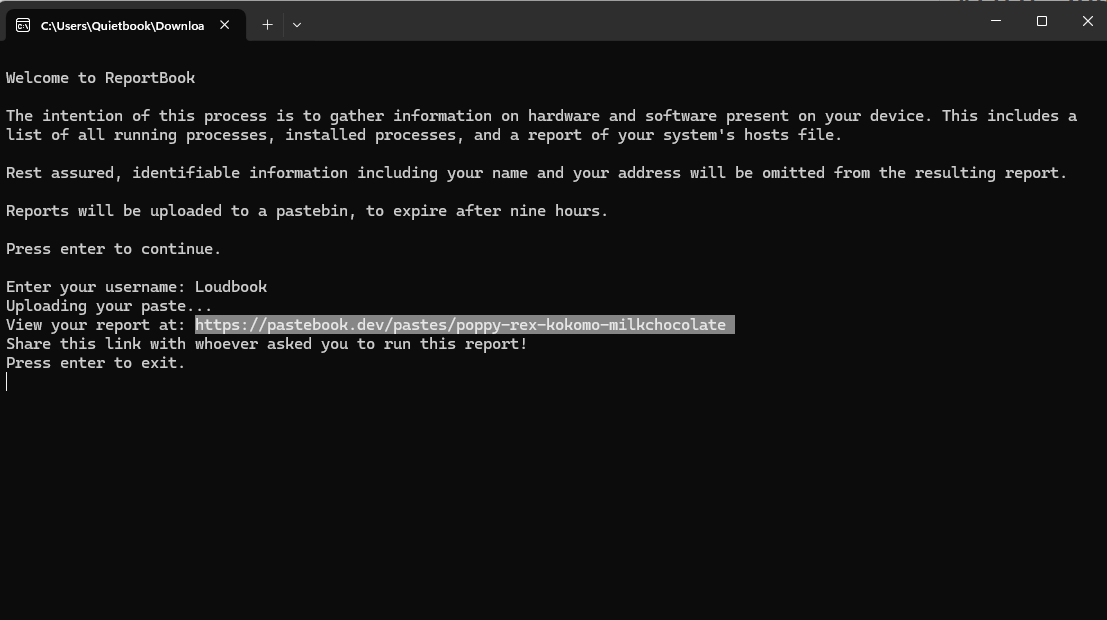 C:\Users\Quietbook\Downloa
Welcome to ReportBook
The intention of this process is to gather information on hardware and software present on your device. This includes a
list of all running processes, installed processes, and a report of your system's hosts file.
Rest assured, identifiable information including your name and your address will be omitted from the resulting report.
Reports will be uploaded to a pastebin, to expire after nine hours.
Press enter to continue.
Enter your username: Loudbook
Uploading your paste...
View your report at: https://pastebook.dev/pastes/poppy-rex-kokomo-milkchocolate
Share this link with whoever asked you to run this report!
Press enter to exit.